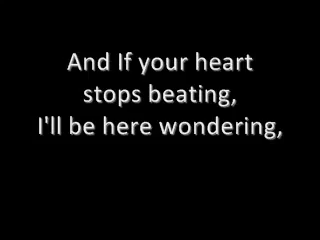 And If your heart
stops beating,
I'll be here wondering,